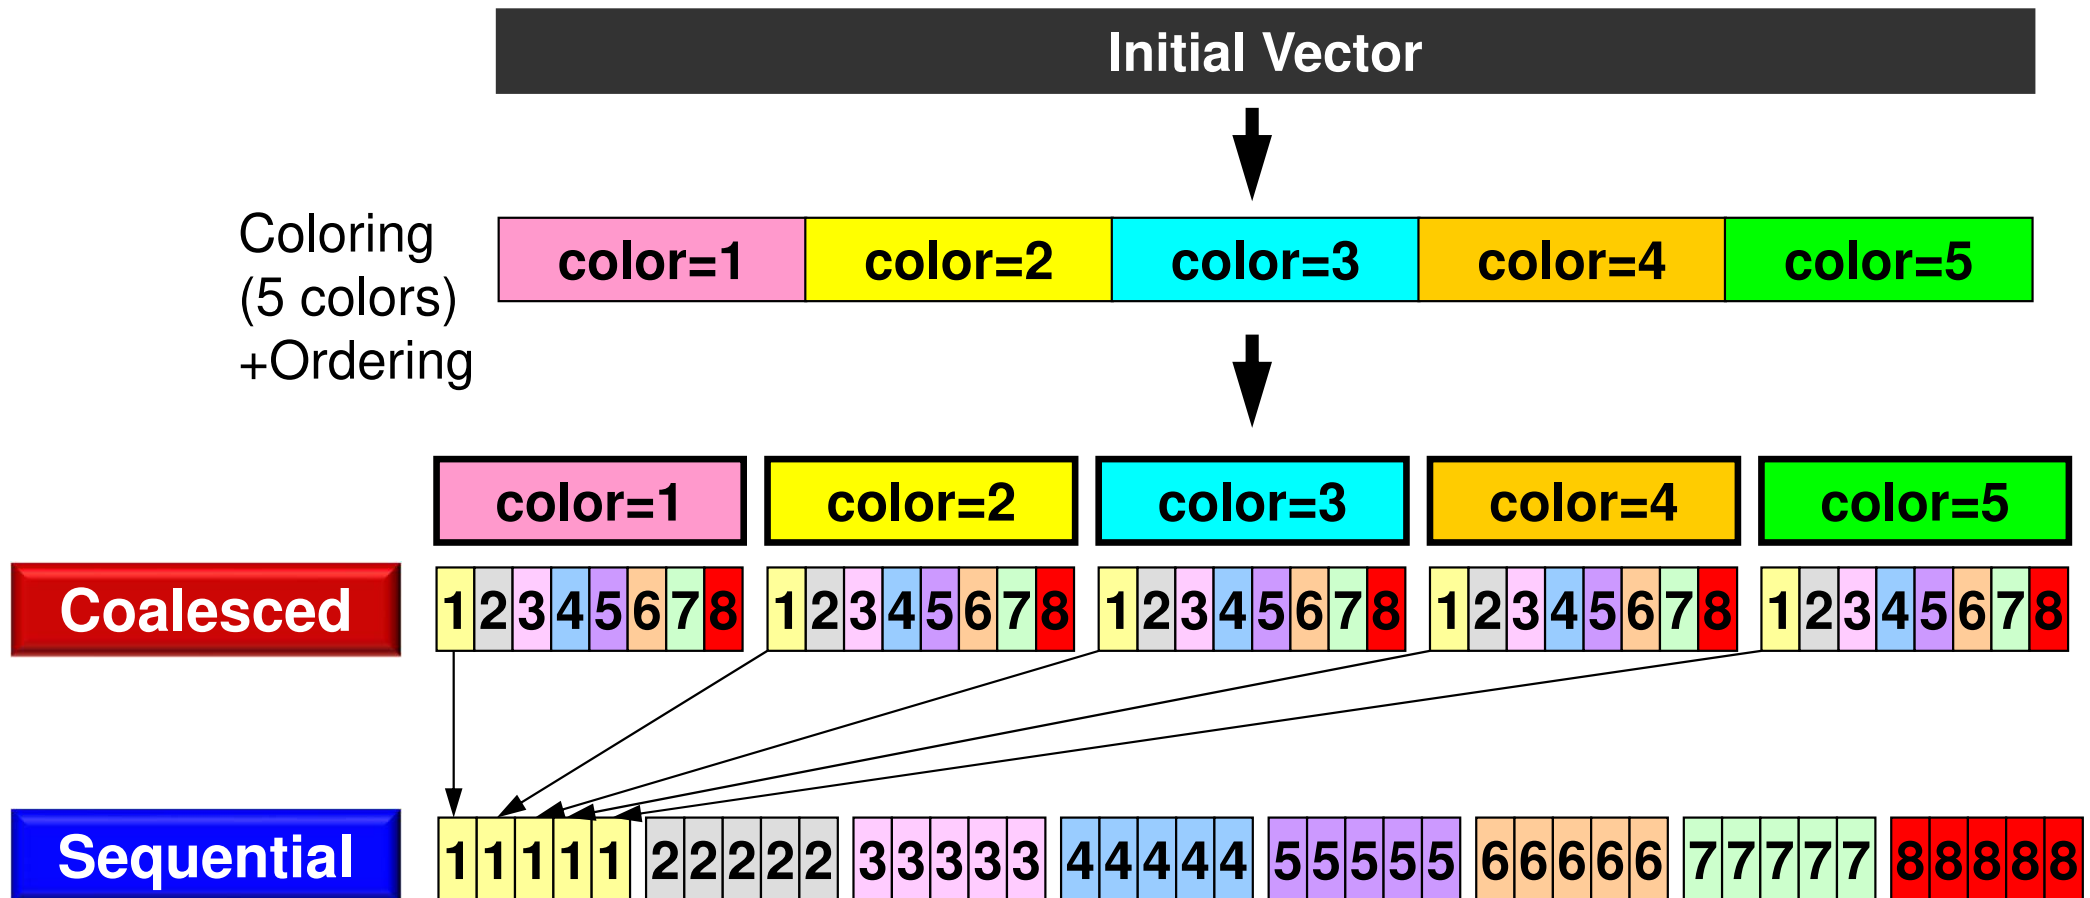 Initial Vector
Coloring
(5 colors)
+Ordering
color=1 color=2 color=3 color=4 color=5
color=1 color=2 color=3 color=4 color=5
Coalesced
1 2 3 4 5 6 7 8 1 2 3 4 5 6 7 8 1 2 3 4 5 6 7 8 1 2 3 4 5 6 7 8 1 2 3 4 5 6 7 8
Sequential
1 1 1 1 1 2 2 2 2 2 3 3 3 3 3 4 4 4 4 4 5 5 5 5 5 6 6 6 6 6 7 7 7 7 7 8 8 8 8 8